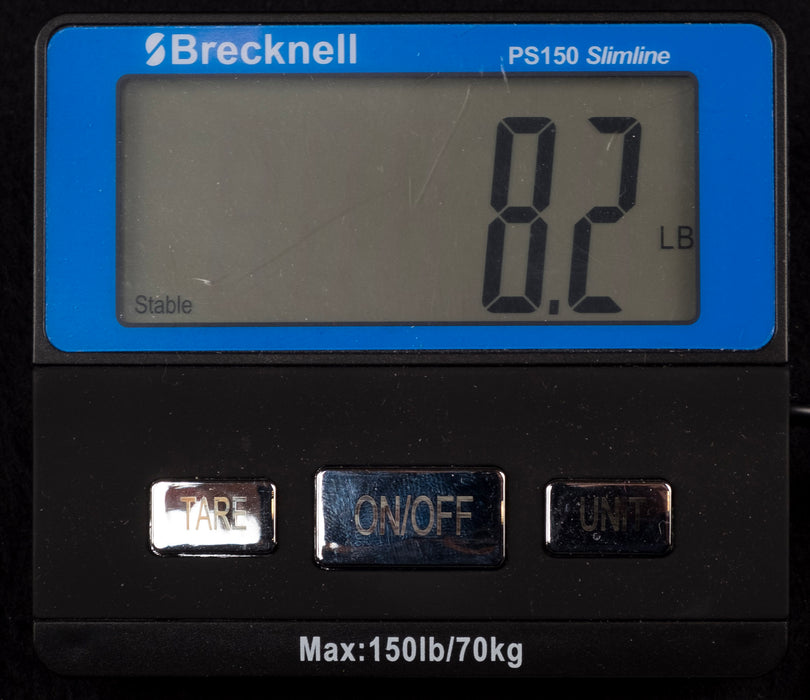 Brecknell
PS150 Slimline
8.2
LB
Stable
TARE
ON/OFF
UNIT
Max:150lb/70kg